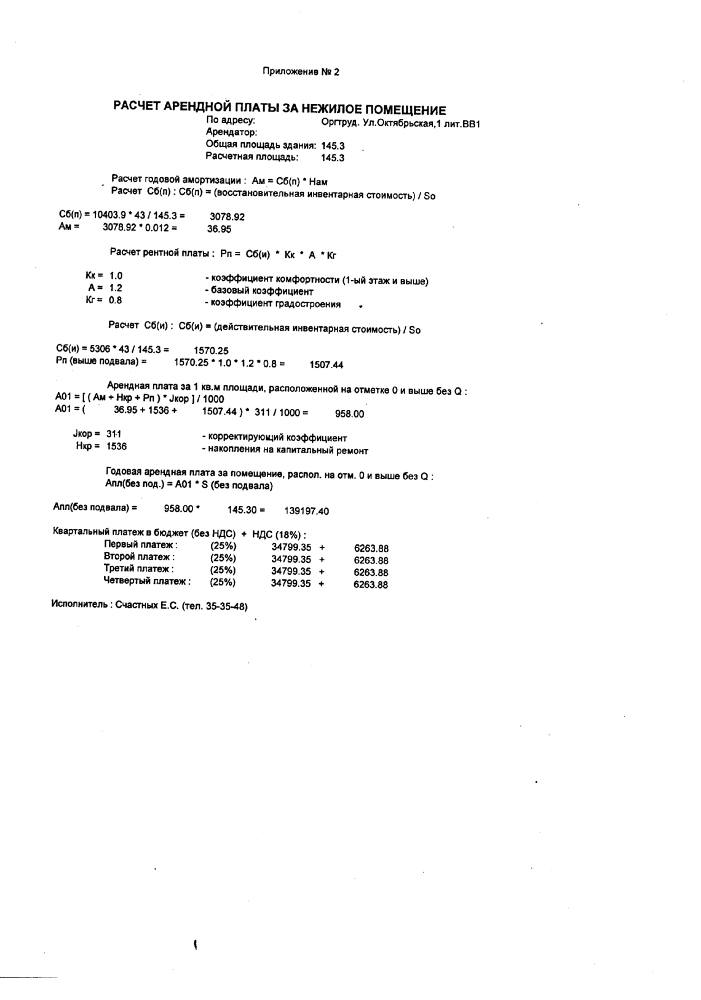 Приложение № 2
РАСЧЕТ АРЕНДНОЙ ПЛАТЫ ЗА НЕЖИЛОЕ ПОМЕЩЕНИЕ
По адресу: Оргтруд. Ул.Октябрьская,1 лит.ВВ1
Арендатор:
Общая площадь здания: 145.3
Расчетная площадь: 145.3
Расчет годовой амортизации : Ам = Сб(п) * Нам
Расчет Сб(п) : Сб(п) = (восстановительная инвентарная стоимость) / So
Сб(п) = 10403.9 * 43 / 145.3 = 3078.92
Ам = 3078.92 * 0.012 = 36.95
Расчет рентной платы : Рп = Сб(и) * Кк * А * Кг
Кк = 1.0 - коэффициент комфортности (1-ый этаж и выше)
А = 1.2 - базовый коэффициент
Кг = 0.8 - коэффициент градостроения
Расчет Сб(и) : Сб(и) = (действительная инвентарная стоимость) / So
Сб(и) = 5306 * 43 / 145.3 = 1570.25
Рп (выше подвала) = 1570.25 * 1.0 * 1.2 * 0.8 = 1507.44
Арендная плата за 1 кв.м площади, расположенной на отметке 0 и выше без Q :
А01 = [ ( Ам + Нкр + Рп ) * Jкор ] / 1000
А01 = ( 36.95 + 1536 + 1507.44 ) * 311 / 1000 = 958.00
Jкор = 311 - корректирующий коэффициент
Нкр = 1536 - накопления на капитальный ремонт
Годовая арендная плата за помещение, распол. на отм. 0 и выше без Q :
Апл(без под.) = А01 * S (без подвала)
Апл(без подвала) = 958.00 * 145.30 = 139197.40
Квартальный платеж в бюджет (без НДС) + НДС (18%) :
Первый платеж : (25%) 34799.35 + 6263.88
Второй платеж : (25%) 34799.35 + 6263.88
Третий платеж : (25%) 34799.35 + 6263.88
Четвертый платеж : (25%) 34799.35 + 6263.88
Исполнитель : Счастных Е.С. (тел. 35-35-48)